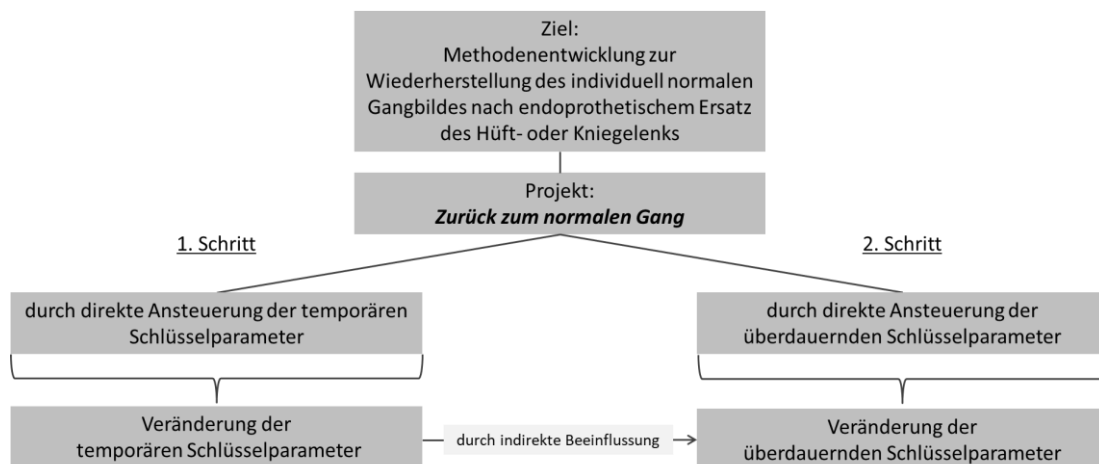 Ziel:
Methodenentwicklung zur
Wiederherstellung des individuell normalen
Gangbildes nach endoprothetischem Ersatz
des Hüft- oder Kniegelenks
Projekt:
Zurück zum normalen Gang
1. Schritt
2. Schritt
durch direkte Ansteuerung der temporären
Schlüsselparameter
durch direkte Ansteuerung der
überdauernden Schlüsselparameter
Veränderung der
temporären Schlüsselparameter
durch indirekte Beeinflussung
Veränderung der
überdauernden Schlüsselparameter